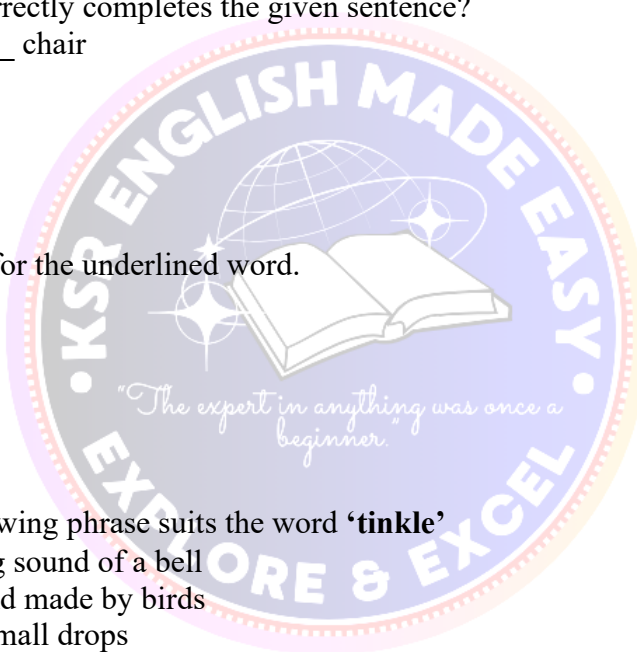 rrectly completes the given sentence?
_ chair
KSR ENGLISH MADE EASY
for the underlined word.
"The expert in anything was once a
beginner."
wing phrase suits the word ‘tinkle’
g sound of a bell
d made by birds
mall drops
EXPLORE & EXCEL